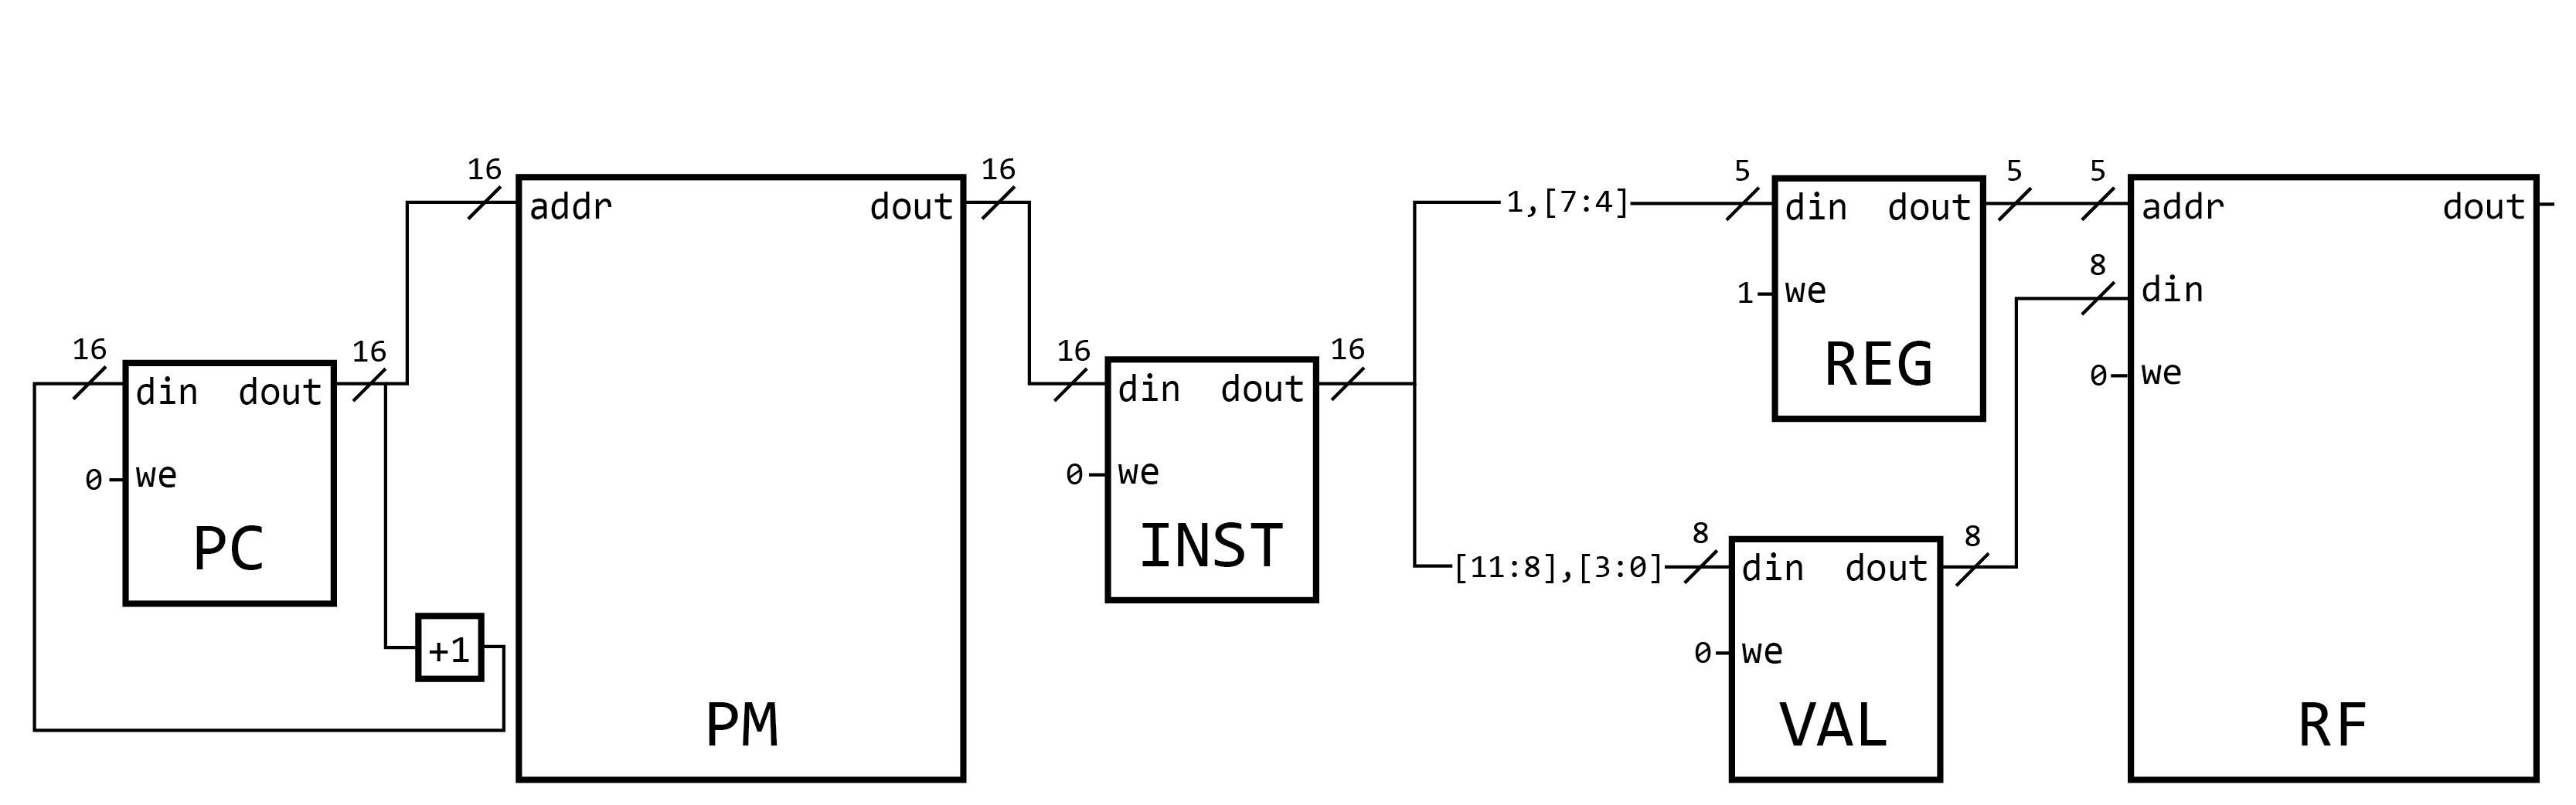 16 16 5 5 5
addr dout 1,[7:4] din dout addr dout
8
1 we din
16 16 16 16 REG 0 we
din dout din dout
0 we 0 we
PC INST 8 8
[11:8],[3:0] din dout
+1 0 we
PM VAL RF